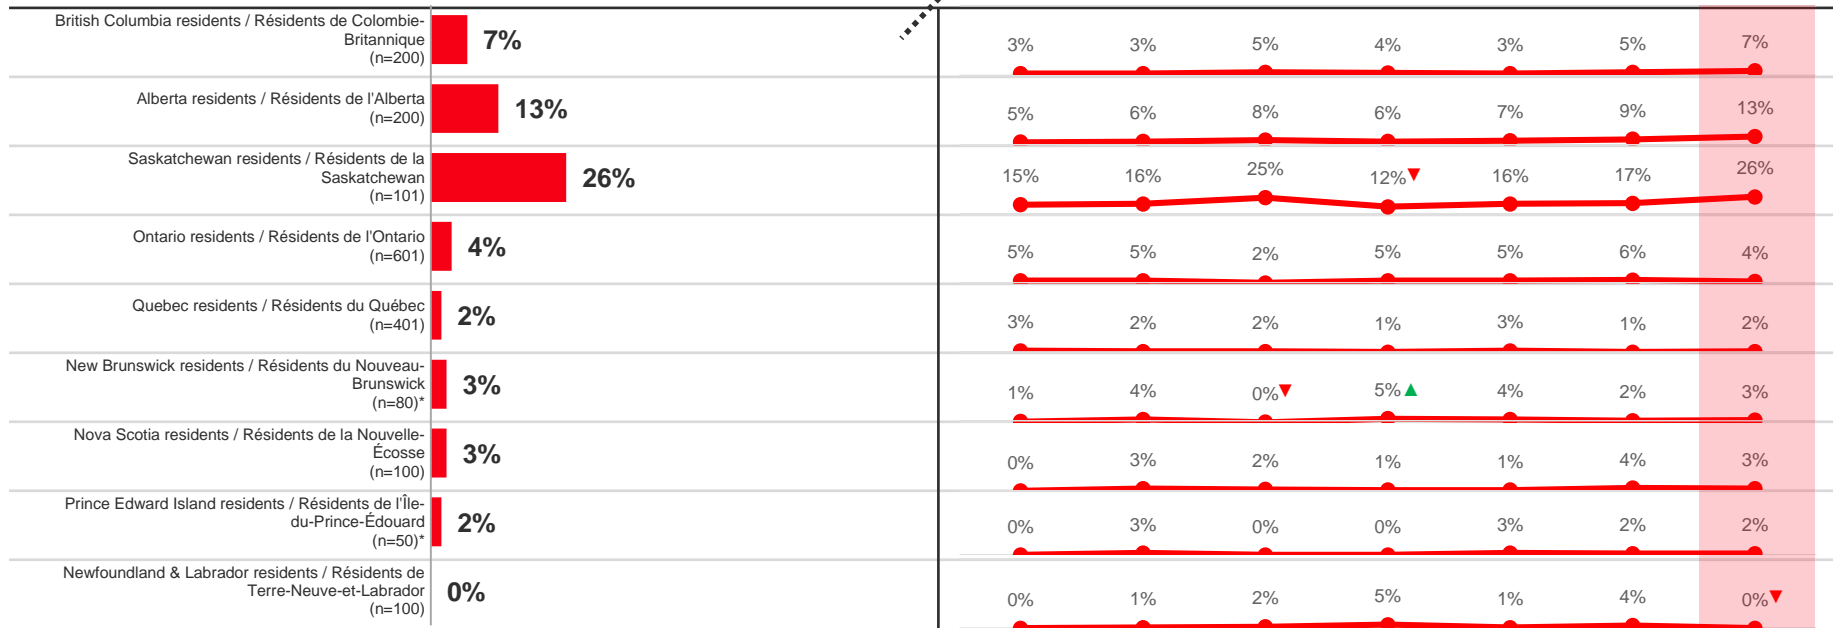 British Columbia residents / Résidents de Colombie-
Britannique
(n=200)
7%
3% 3% 5% 4% 3% 5% 7%
Alberta residents / Résidents de l'Alberta
(n=200)
13%
5% 6% 8% 6% 7% 9% 13%
Saskatchewan residents / Résidents de la
Saskatchewan
(n=101)
26%
15% 16% 25% 12%▼ 16% 17% 26%
Ontario residents / Résidents de l'Ontario
(n=601)
4%
5% 5% 2% 5% 5% 6% 4%
Quebec residents / Résidents du Québec
(n=401)
2%
3% 2% 2% 1% 3% 1% 2%
New Brunswick residents / Résidents du Nouveau-
Brunswick
(n=80)*
3%
1% 4% 0%▼ 5%▲ 4% 2% 3%
Nova Scotia residents / Résidents de la Nouvelle-
Écosse
(n=100)
3%
0% 3% 2% 1% 1% 4% 3%
Prince Edward Island residents / Résidents de l'Île-
du-Prince-Édouard
(n=50)*
2%
0% 3% 0% 0% 3% 2% 2%
Newfoundland & Labrador residents / Résidents de
Terre-Neuve-et-Labrador
(n=100)
0%
0% 1% 2% 5% 1% 4% 0%▼